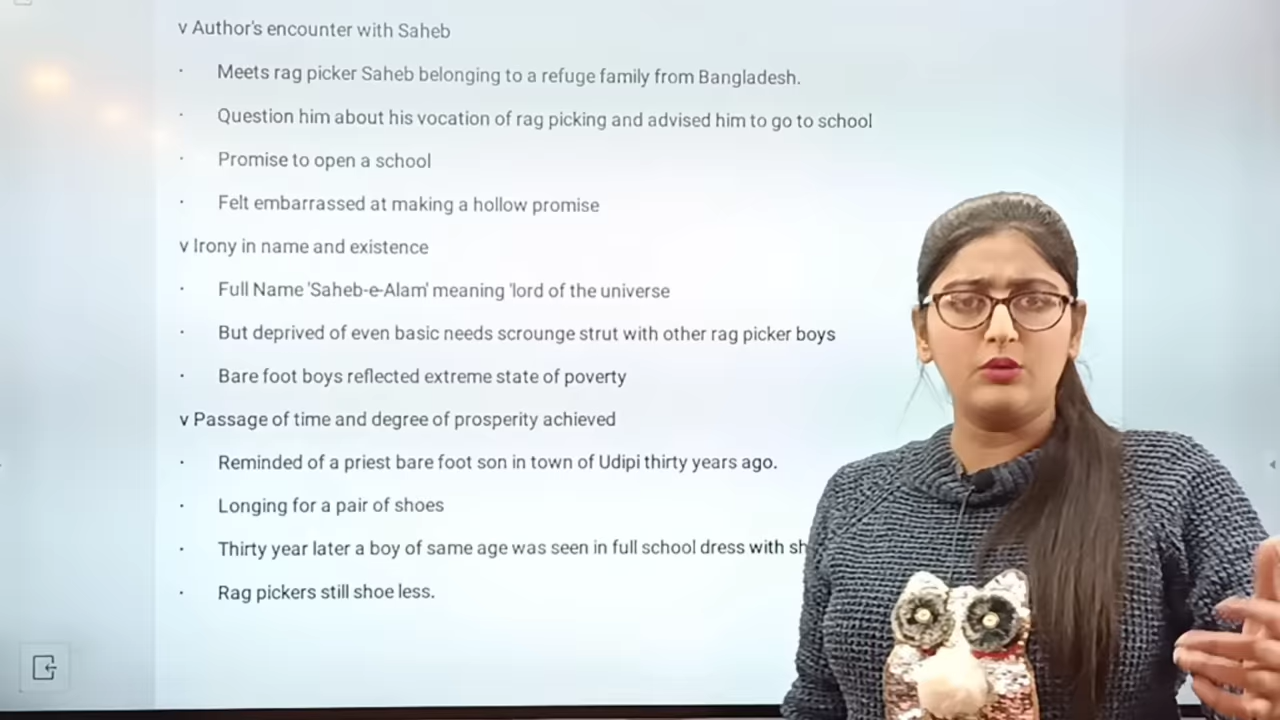 v Author's encounter with Saheb
· Meets rag picker Saheb belonging to a refuge family from Bangladesh.
· Question him about his vocation of rag picking and advised him to go to school
· Promise to open a school
· Felt embarrassed at making a hollow promise
v Irony in name and existence
· Full Name 'Saheb-e-Alam' meaning 'lord of the universe
· But deprived of even basic needs scrounge strut with other rag picker boys
· Bare foot boys reflected extreme state of poverty
v Passage of time and degree of prosperity achieved
· Reminded of a priest bare foot son in town of Udipi thirty years ago.
· Longing for a pair of shoes
· Thirty year later a boy of same age was seen in full school dress with
· Rag pickers still shoe less.